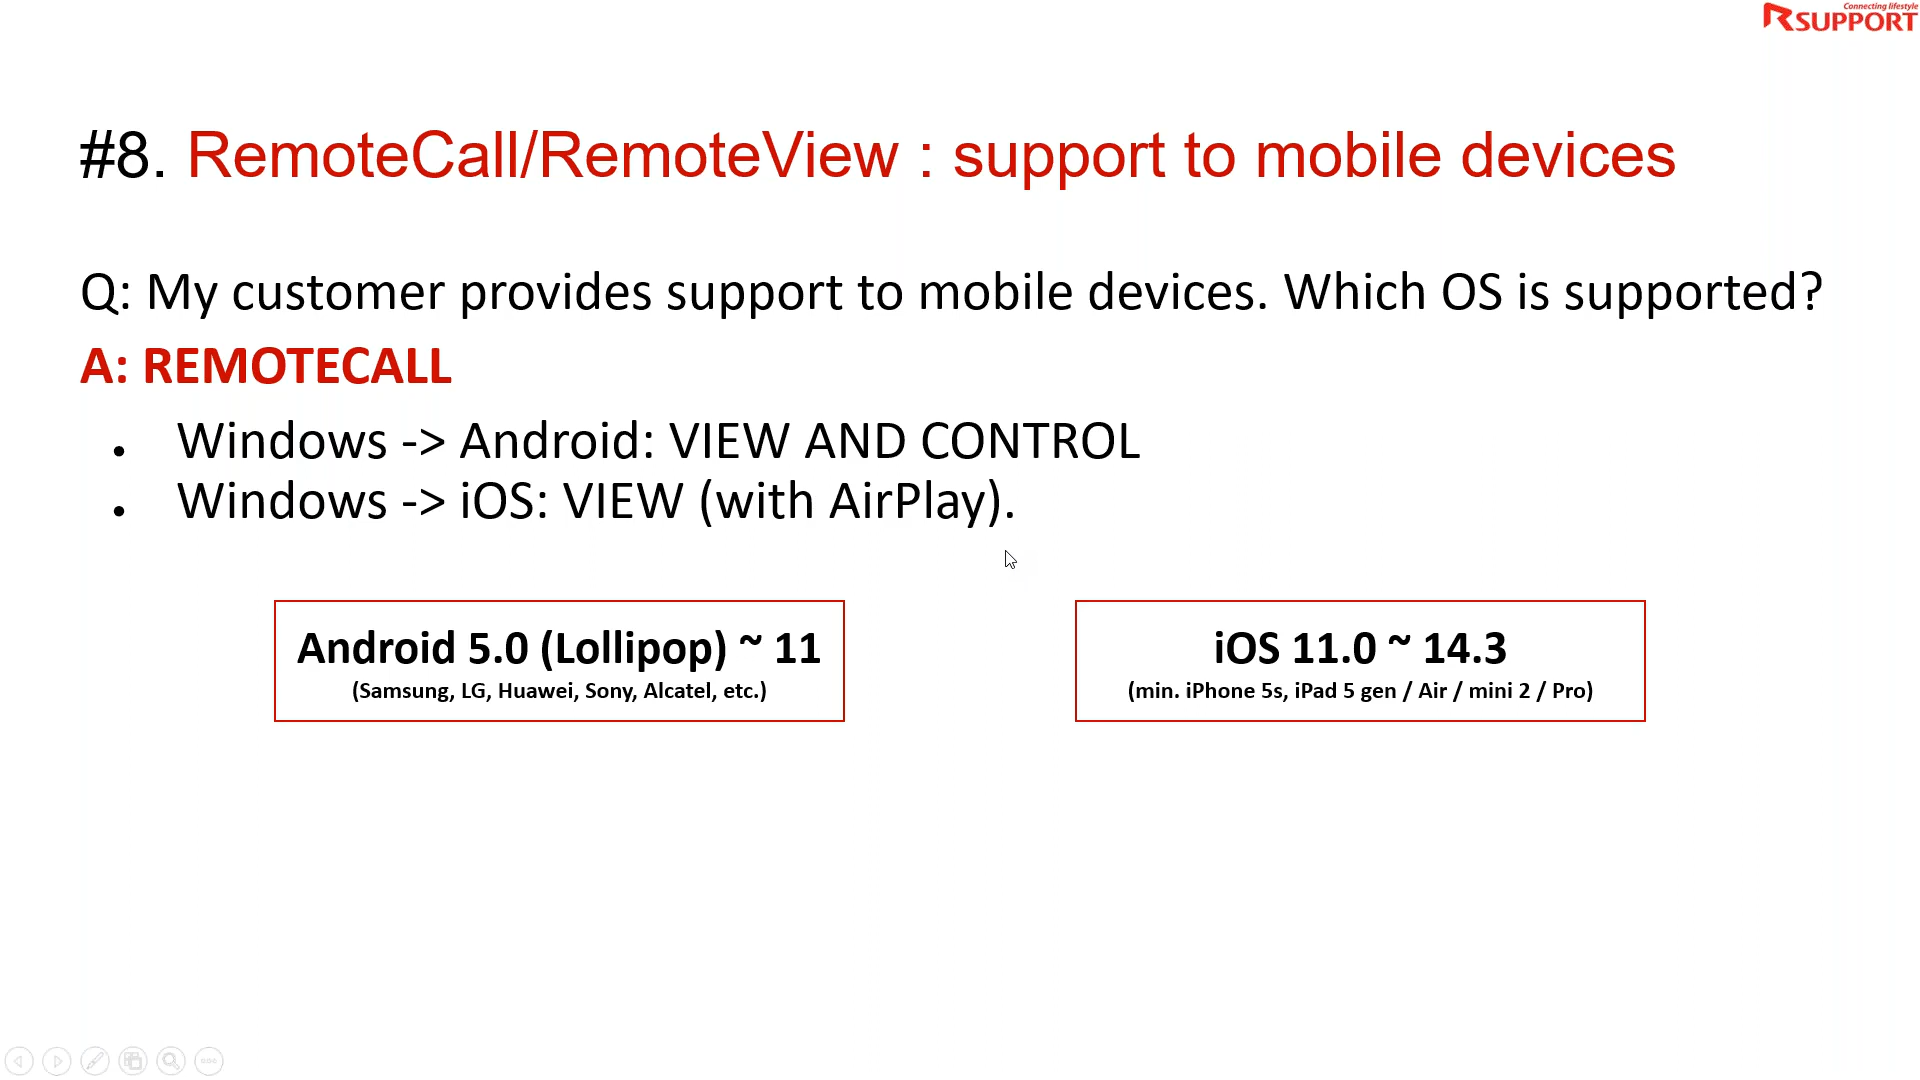 Connecting lifestyle
RSUPPORT
#8. RemoteCall/RemoteView : support to mobile devices
Q: My customer provides support to mobile devices. Which OS is supported?
A: REMOTECALL
• Windows -> Android: VIEW AND CONTROL
• Windows -> iOS: VIEW (with AirPlay).
Android 5.0 (Lollipop) ~ 11
(Samsung, LG, Huawei, Sony, Alcatel, etc.)
iOS 11.0 ~ 14.3
(min. iPhone 5s, iPad 5 gen / Air / mini 2 / Pro)